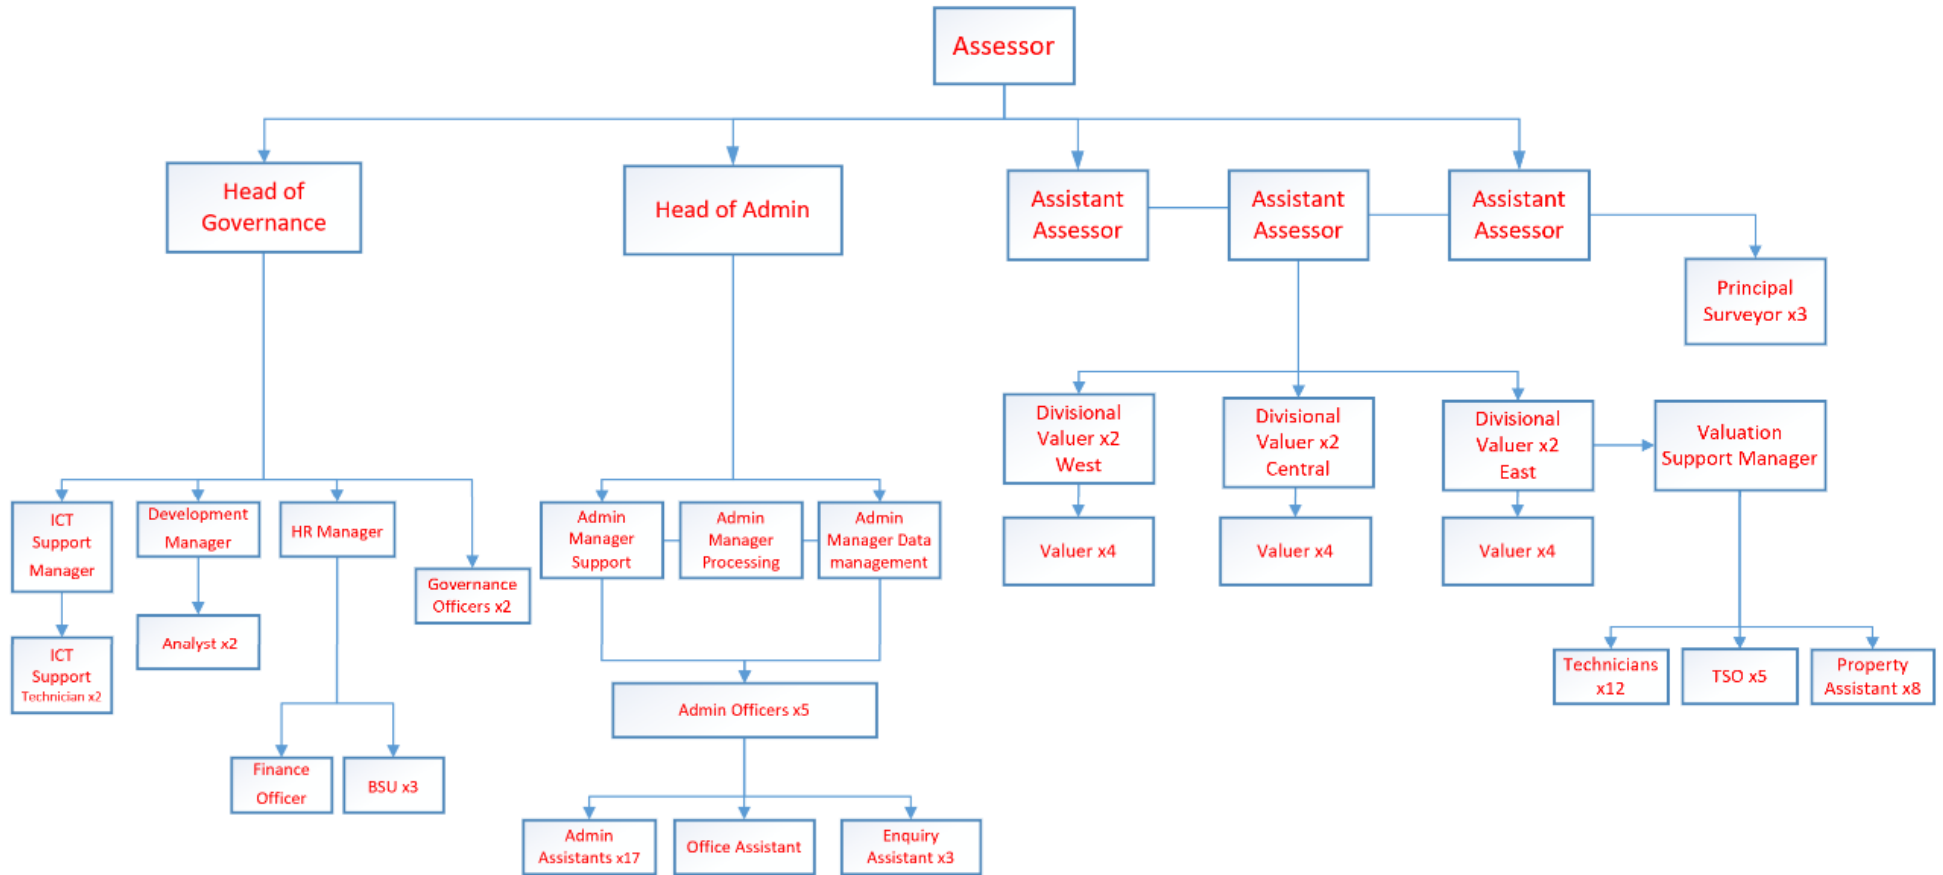 Assessor
Head of
Governance
Head of Admin
Assistant
Assessor
Assistant
Assessor
Assistant
Assessor
Principal
Surveyor x3
Divisional
Valuer x2
West
Divisional
Valuer x2
Central
Divisional
Valuer x2
East
Valuation
Support Manager
ICT
Support
Manager
Development
Manager
HR Manager
Governance
Officers x2
Admin
Manager
Support
Admin
Manager
Processing
Admin
Manager Data
management
Valuer x4
Valuer x4
Valuer x4
ICT
Support
Technician x2
Analyst x2
Technicians
x12
TSO x5
Property
Assistant x8
Admin Officers x5
Finance
Officer
BSU x3
Admin
Assistants x17
Office Assistant
Enquiry
Assistant x3